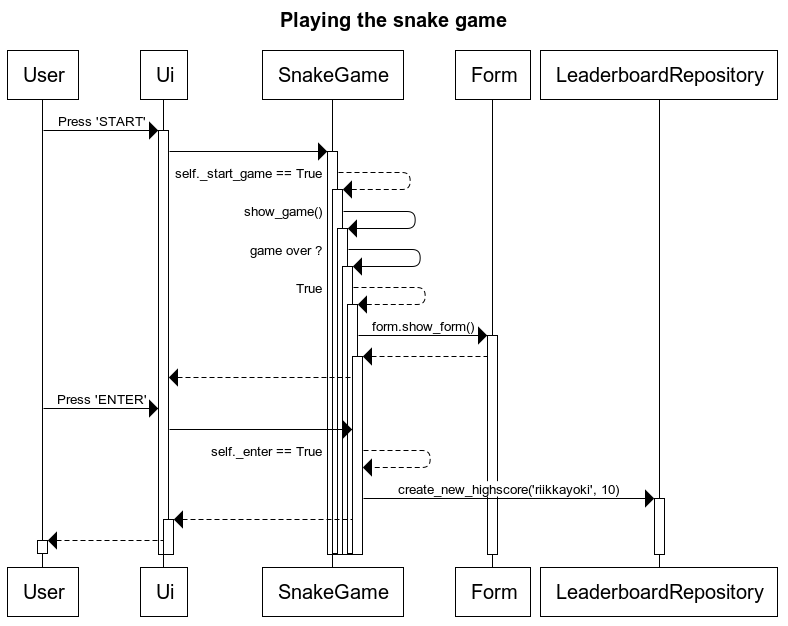 Playing the snake game
User
Ui
SnakeGame
Form
LeaderboardRepository
Press 'START'
self._start_game == True
show_game()
game over ?
True
form.show_form()
Press 'ENTER'
self._enter == True
create_new_highscore('riikkayoki', 10)
User
Ui
SnakeGame
Form
LeaderboardRepository